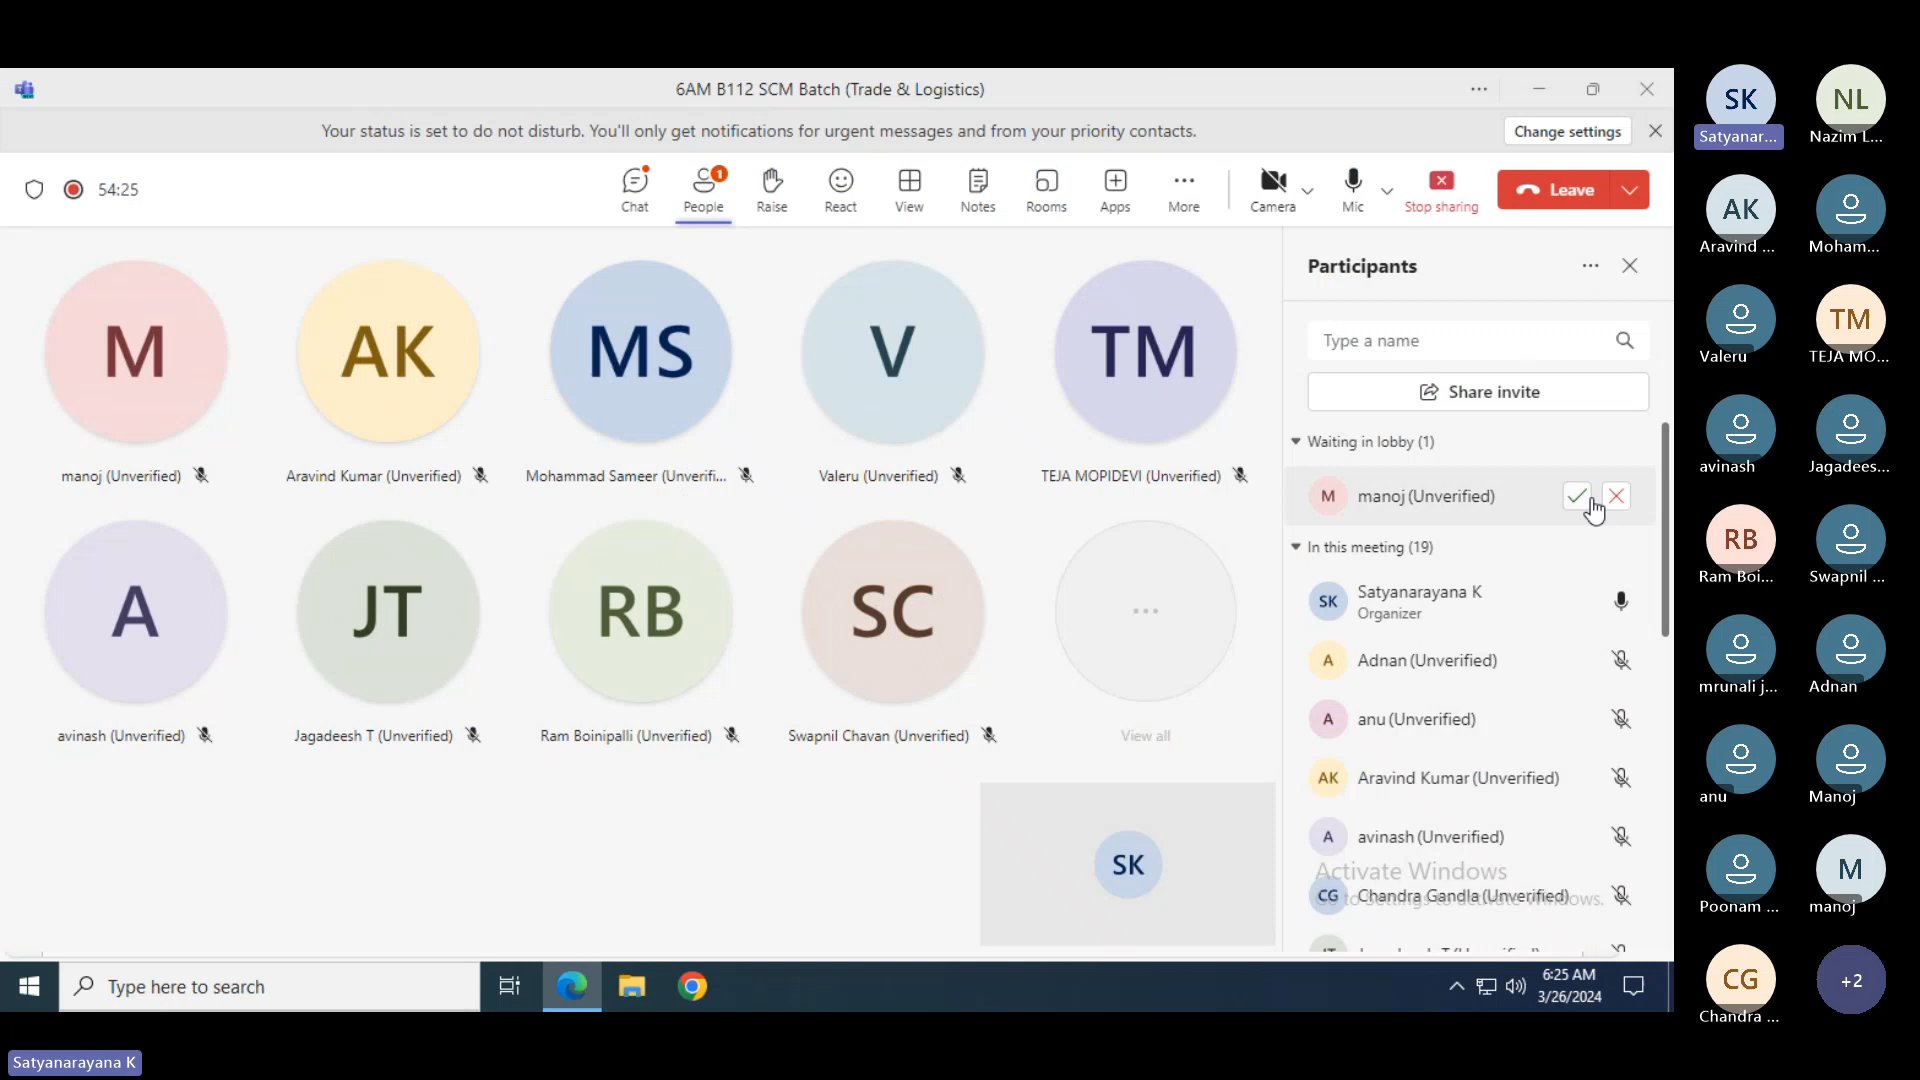 6AM B112 SCM Batch (Trade & Logistics)
Your status is set to do not disturb. You'll only get notifications for urgent messages and from your priority contacts.
Change settings
54:25
Chat
People
1
Raise
React
View
Notes
Rooms
Apps
More
Camera
Mic
Stop sharing
Leave
M
AK
MS
V
TM
manoj (Unverified)
Aravind Kumar (Unverified)
Mohammad Sameer (Unverifi...
Valeru (Unverified)
TEJA MOPIDEVI (Unverified)
A
JT
RB
SC
avinash (Unverified)
Jagadeesh T (Unverified)
Ram Boinipalli (Unverified)
Swapnil Chavan (Unverified)
View all
SK
Participants
Type a name
Share invite
Waiting in lobby (1)
M manoj (Unverified)
In this meeting (19)
SK Satyanarayana K
Organizer
A Adnan (Unverified)
A anu (Unverified)
AK Aravind Kumar (Unverified)
A avinash (Unverified)
Activate Windows
CG Chandra Gandla (Unverified)
Go to Settings to activate Windows.
Type here to search
6:25 AM
3/26/2024
SK
Satyanar...
NL
Nazim L...
AK
Aravind ...
Moham...
Valeru
TM
TEJA MO...
avinash
Jagadees...
RB
Ram Boi...
Swapnil ...
mrunali j...
Adnan
anu
Manoj
Poonam ...
M
manoj
CG
Chandra ...
+2
Satyanarayana K